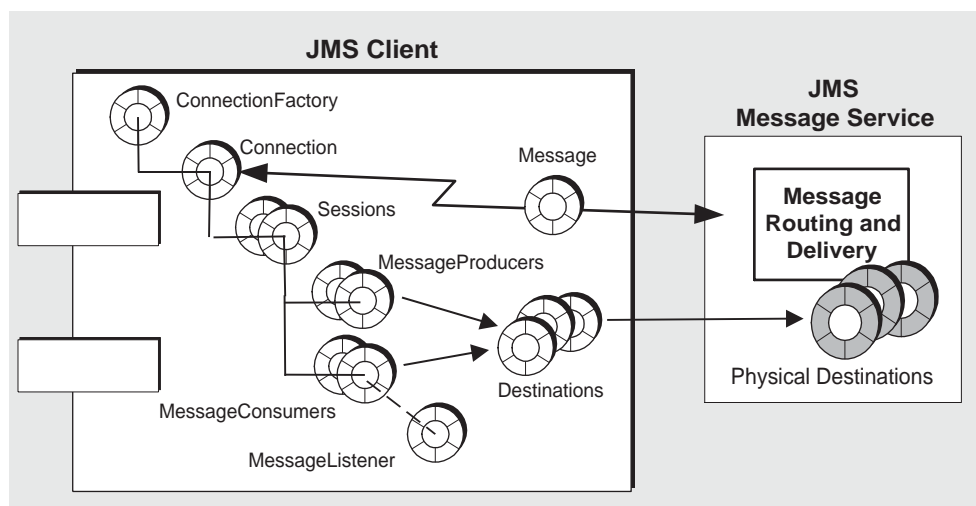 JMS Client
ConnectionFactory
Connection
Sessions
MessageProducers
MessageConsumers
MessageListener
Message
Destinations
JMS
Message Service
Message
Routing and
Delivery
Physical Destinations